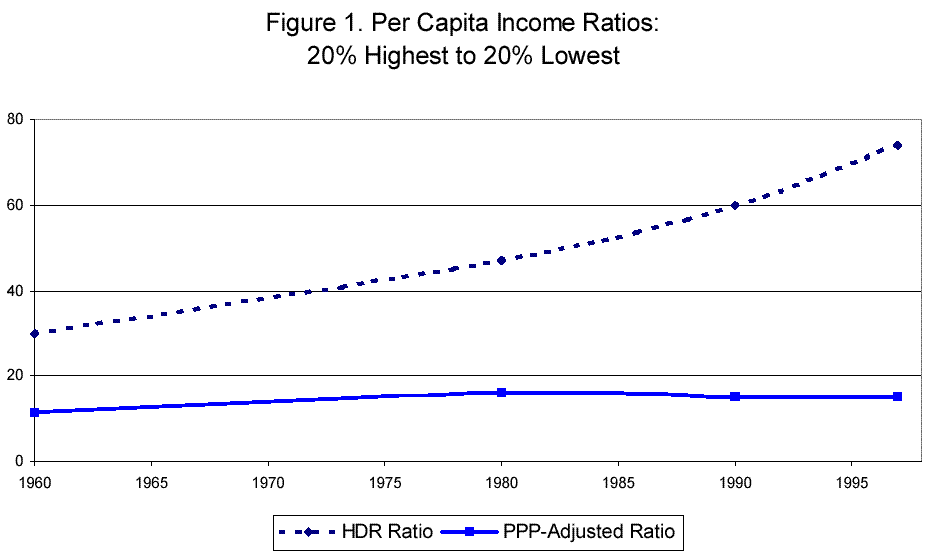 Figure 1. Per Capita Income Ratios:
20% Highest to 20% Lowest
80
60
40
20
0
1960 1965 1970 1975 1980 1985 1990 1995
HDR Ratio PPP-Adjusted Ratio